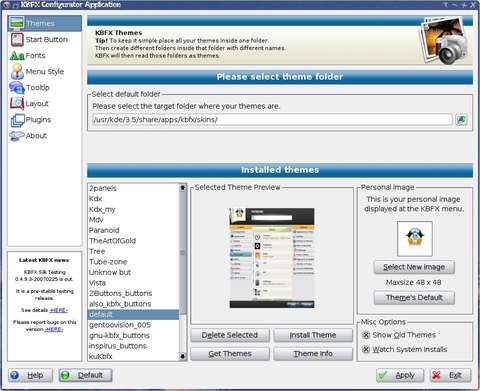 KBFX Configurator Application
Themes
Start Button
Fonts
Menu Style
Tooltip
Layout
Plugins
About
KBFX Themes
Tip! To keep it simple place all your themes inside one folder.
Then create different folders inside that folder with different names.
KBFX will then read those folders as themes.
Please select theme folder
Select default folder
Please select the target folder where your themes are.
/usr/kde/3.5/share/apps/kbfx/skins/
Installed themes
2panels
Kdx
Kdx_my
Mdv
Paranoid
TheArtOfGold
Tree
Tube-zone
Unknow but
Vista
2Buttons_buttons
also_kbfx_buttons
default
gentoovision_005
gnu-kbfx_buttons
inspirus_buttons
kuKbfx
Selected Theme Preview
Delete Selected
Install Theme
Get Themes
Theme Info
Personal Image
This is your personal image
displayed at the KBFX menu.
Select New Image
Maxsize 48 x 48
Theme's Default
Misc Options
Show Old Themes
Watch System Installs
Latest KBFX news
KBFX Silk Testing
0.4.9.3-20070225 is out.
It is a pre-stable testing
release.
See details -HERE-
Please report bugs on this
version -HERE-
Help
Default
Apply
Exit